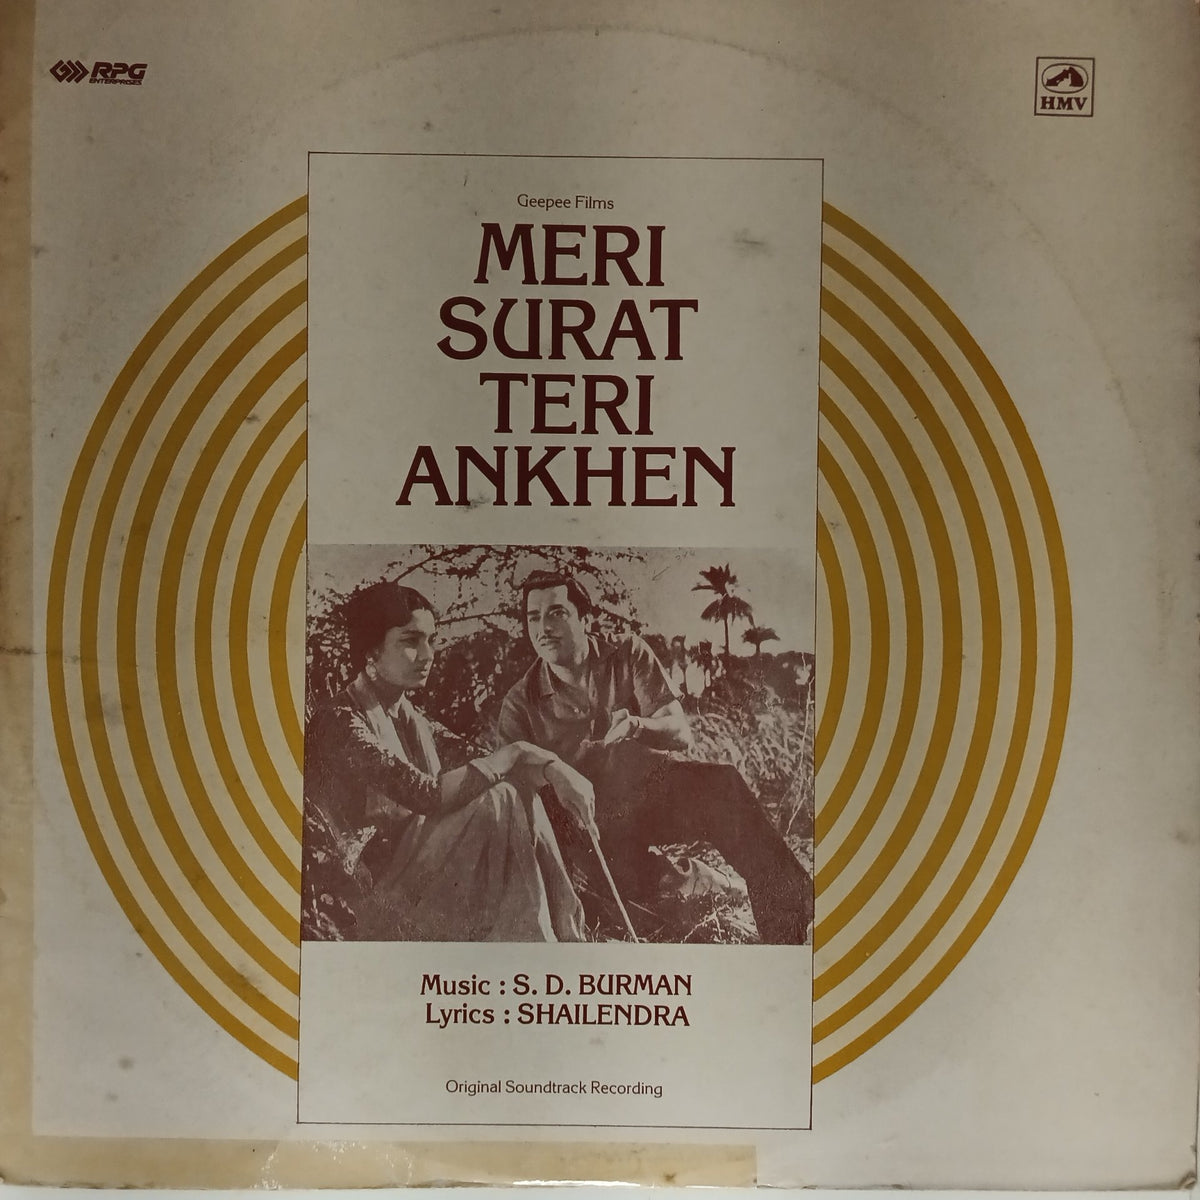 RPG
ENTERPRISES
HMV
Geepee Films
MERI
SURAT
TERI
ANKHEN
Music : S. D. BURMAN
Lyrics : SHAILENDRA
Original Soundtrack Recording